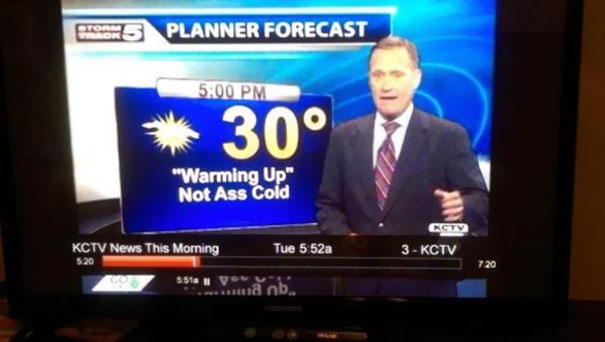 STORM TRACK 5 PLANNER FORECAST
5:00 PM
30°
"Warming Up"
Not Ass Cold
KCTV
KCTV News This Morning Tue 5:52a 3 - KCTV
5:20 7:20
5:51a